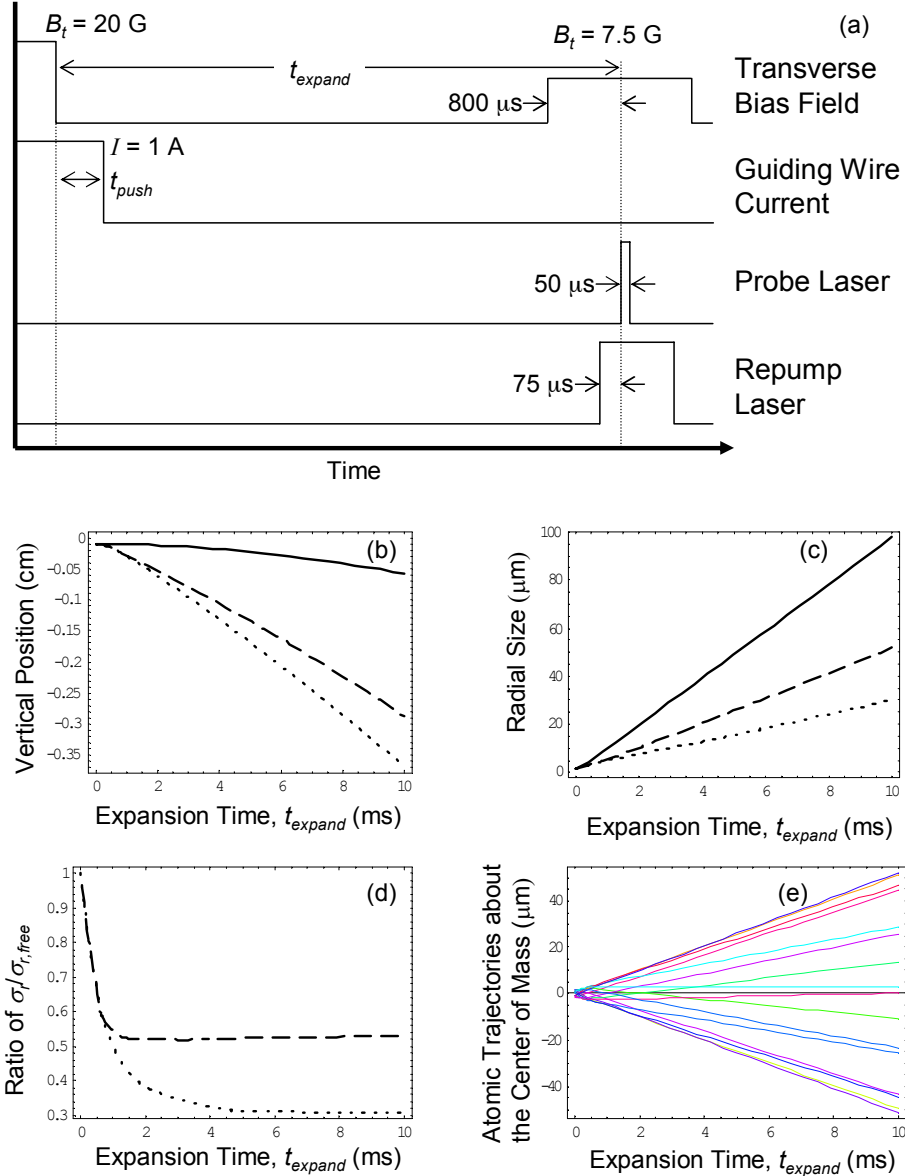 B_t = 20 G
B_t = 7.5 G
(a)
t_expand
Transverse
Bias Field
800 μs
I = 1 A
t_push
Guiding Wire
Current
50 μs
Probe Laser
75 μs
Repump
Laser
Time
(b)
Vertical Position (cm)
0
-0.05
-0.1
-0.15
-0.2
-0.25
-0.3
-0.35
0 2 4 6 8 10
Expansion Time, t_expand (ms)
(c)
Radial Size (μm)
100
80
60
40
20
0
0 2 4 6 8 10
Expansion Time, t_expand (ms)
(d)
Ratio of σ_r/σ_r,free
1
0.9
0.8
0.7
0.6
0.5
0.4
0.3
0 2 4 6 8 10
Expansion Time, t_expand (ms)
(e)
Atomic Trajectories about
the Center of Mass (μm)
40
20
0
-20
-40
0 2 4 6 8 10
Expansion Time, t_expand (ms)